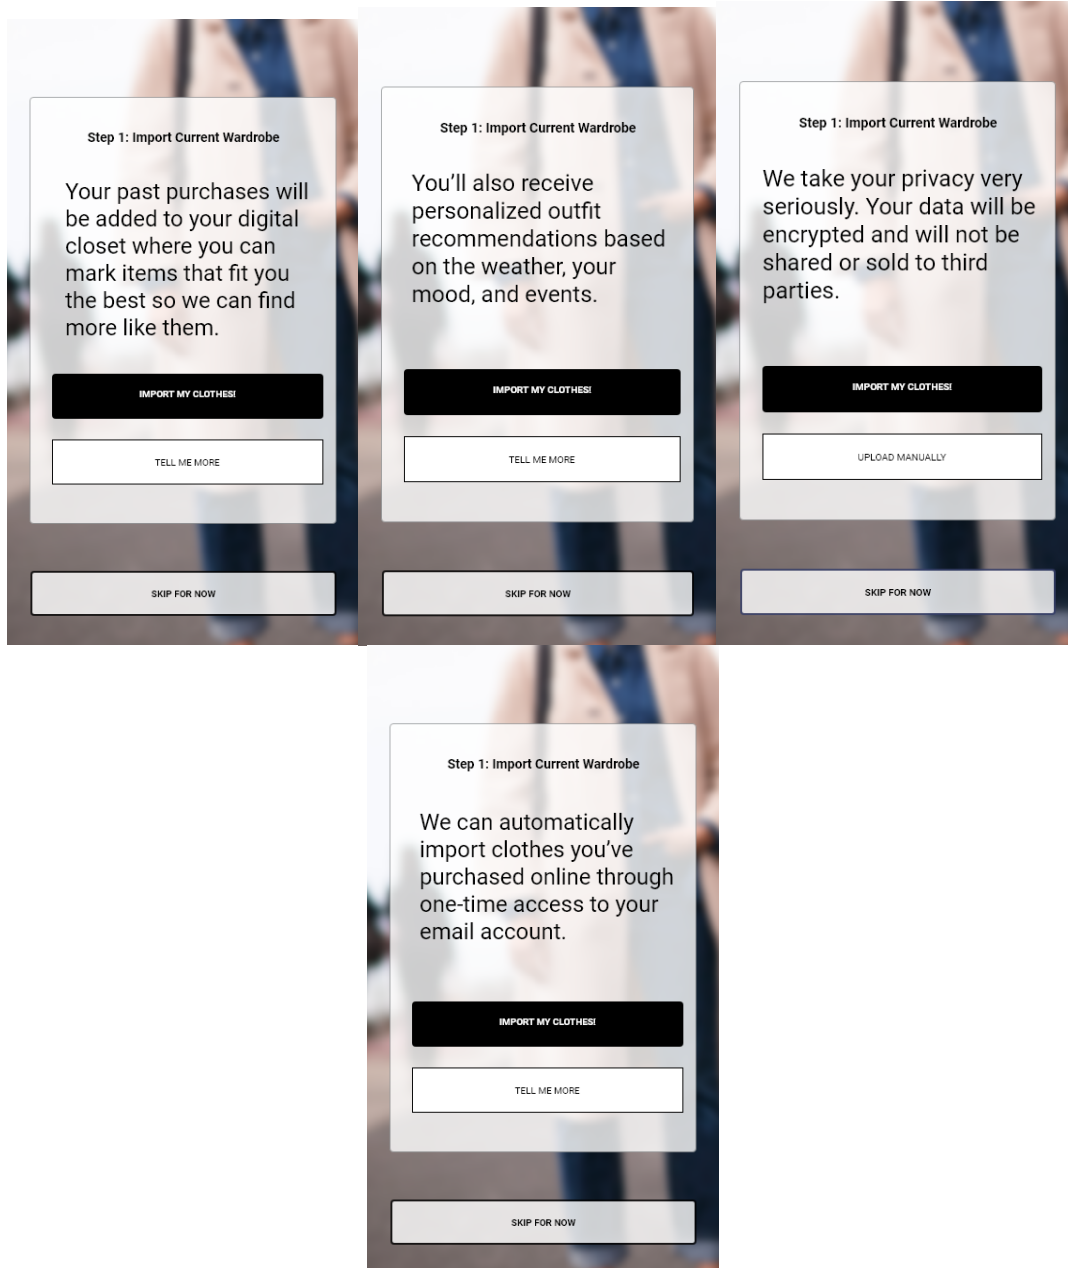 Step 1: Import Current Wardrobe
Your past purchases will
be added to your digital
closet where you can
mark items that fit you
the best so we can find
more like them.
IMPORT MY CLOTHES!
TELL ME MORE
SKIP FOR NOW
Step 1: Import Current Wardrobe
You’ll also receive
personalized outfit
recommendations based
on the weather, your
mood, and events.
IMPORT MY CLOTHES!
TELL ME MORE
SKIP FOR NOW
Step 1: Import Current Wardrobe
We take your privacy very
seriously. Your data will be
encrypted and will not be
shared or sold to third
parties.
IMPORT MY CLOTHES!
UPLOAD MANUALLY
SKIP FOR NOW
Step 1: Import Current Wardrobe
We can automatically
import clothes you’ve
purchased online through
one-time access to your
email account.
IMPORT MY CLOTHES!
TELL ME MORE
SKIP FOR NOW